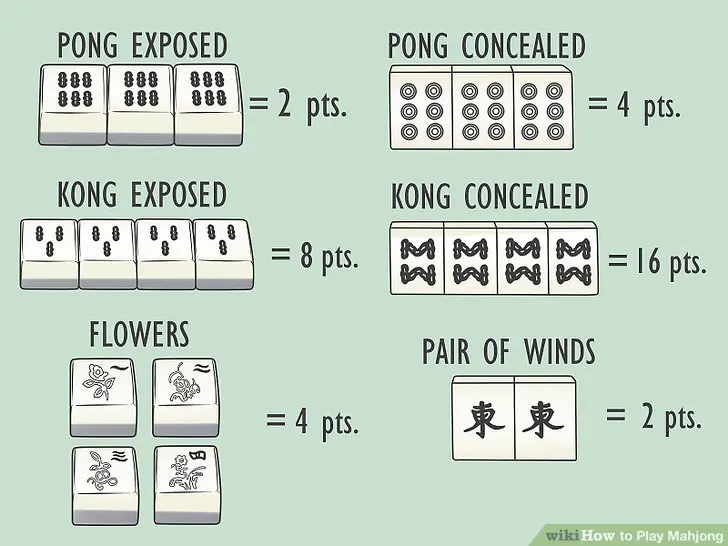 PONG EXPOSED
= 2 pts.
PONG CONCEALED
= 4 pts.
KONG EXPOSED
= 8 pts.
KONG CONCEALED
= 16 pts.
FLOWERS
= 4 pts.
PAIR OF WINDS
東 東
= 2 pts.
wikiHow to Play Mahjong